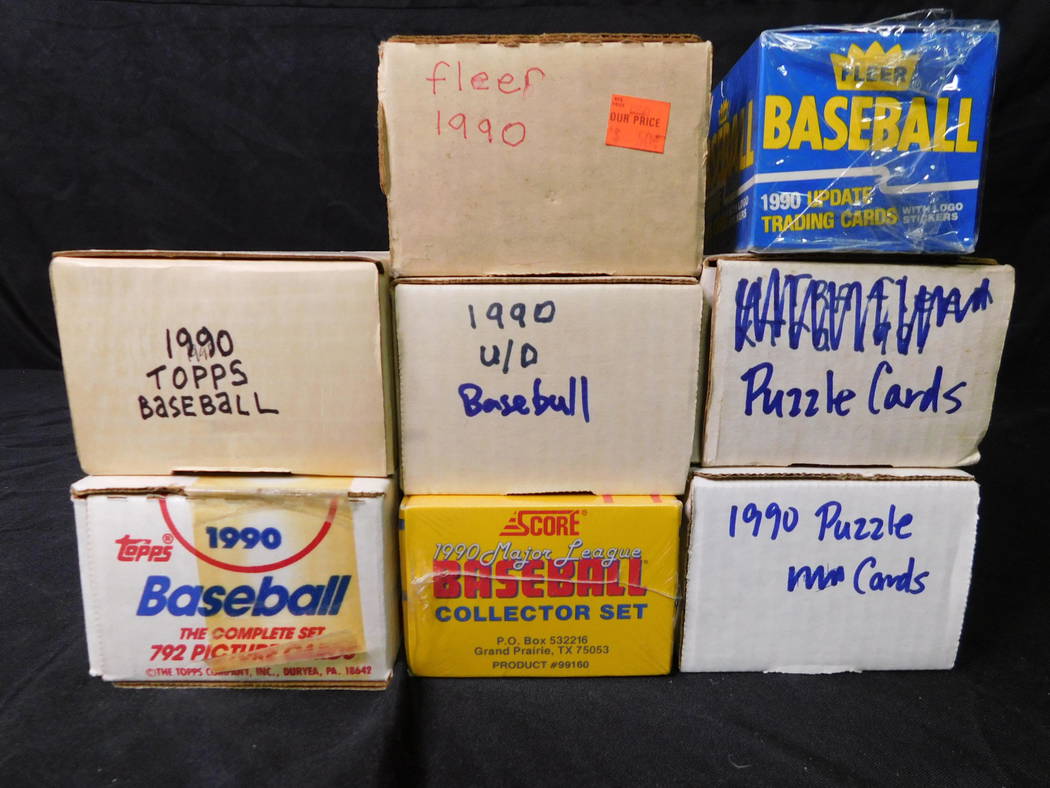 fleer
1990
OUR PRICE
FLEER
BASEBALL
1990 UPDATE
TRADING CARDS
WITH LOGO
STICKERS
1990
TOPPS
BASEBALL
1990
U/D
Baseball
Puzzle Cards
Topps®
1990
Baseball
THE COMPLETE SET
792 PICTURE CARDS
©THE TOPPS COMPANY, INC., DURYEA, PA. 18642
SCORE®
1990 Major League
BASEBALL
COLLECTOR SET
P.O. Box 532216
Grand Prairie, TX 75053
PRODUCT #99160
1990 Puzzle
Cards